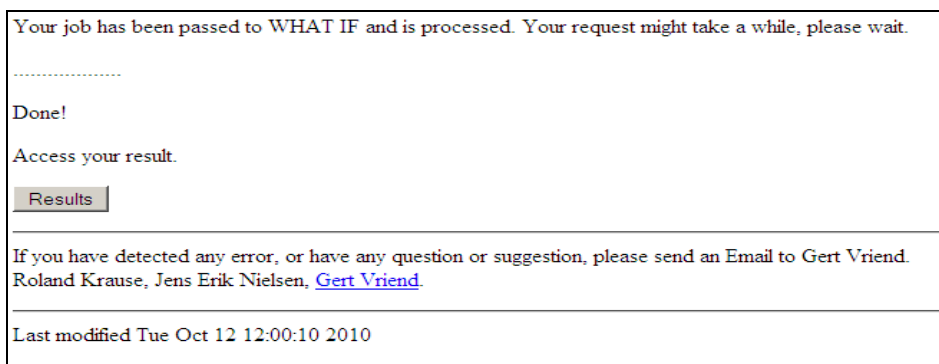 Your job has been passed to WHAT IF and is processed. Your request might take a while, please wait.
...................
Done!
Access your result.
Results
If you have detected any error, or have any question or suggestion, please send an Email to Gert Vriend.
Roland Krause, Jens Erik Nielsen, Gert Vriend.
Last modified Tue Oct 12 12:00:10 2010